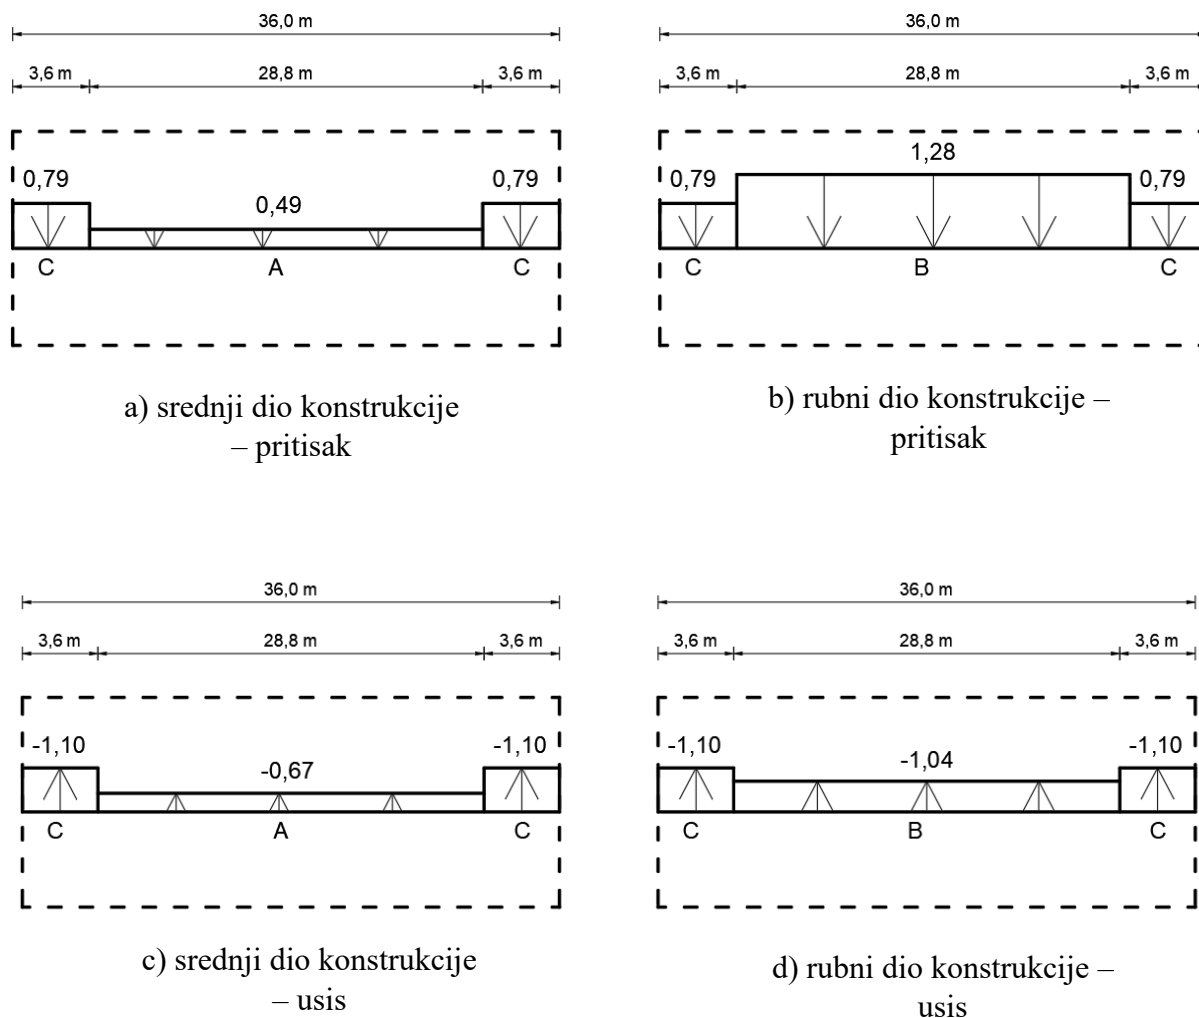 36,0 m
3,6 m 28,8 m 3,6 m
0,79 0,49 0,79
C A C
a) srednji dio konstrukcije
– pritisak
36,0 m
3,6 m 28,8 m 3,6 m
1,28
0,79 0,79
C B C
b) rubni dio konstrukcije –
pritisak
36,0 m
3,6 m 28,8 m 3,6 m
-1,10 -0,67 -1,10
C A C
c) srednji dio konstrukcije
– usis
36,0 m
3,6 m 28,8 m 3,6 m
-1,10 -1,04 -1,10
C B C
d) rubni dio konstrukcije –
usis